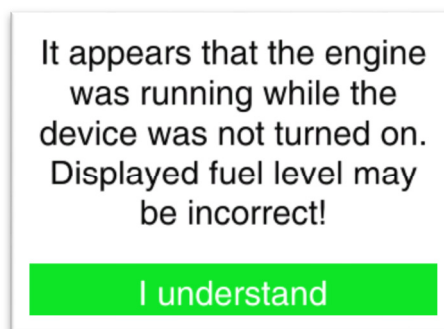 It appears that the engine
was running while the
device was not turned on.
Displayed fuel level may
be incorrect!
I understand